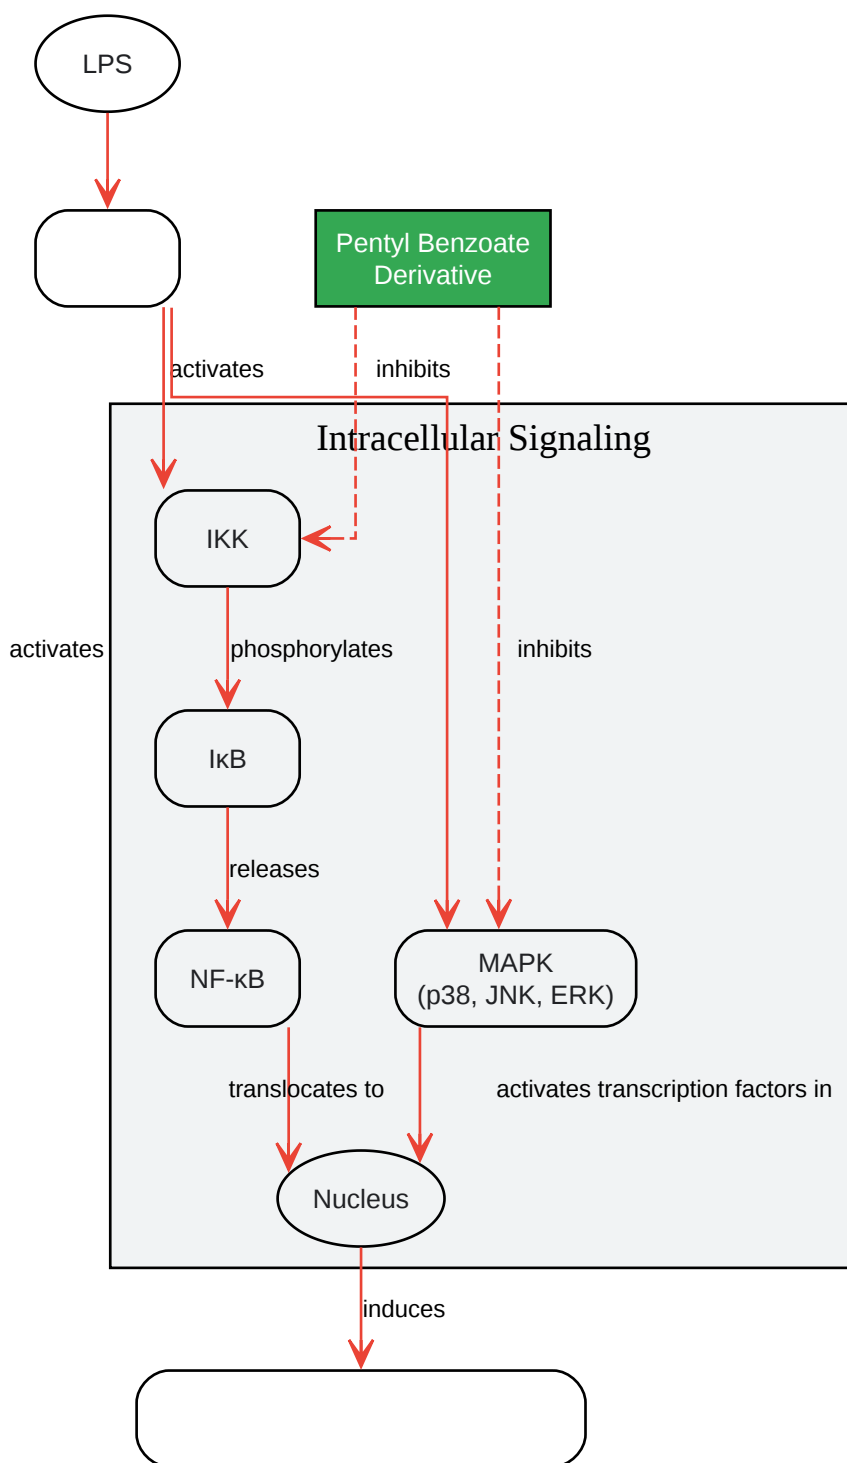 LPS
Pentyl Benzoate
Derivative
activates
inhibits
Intracellular Signaling
IKK
activates
phosphorylates
inhibits
IκB
releases
NF-κB
MAPK
(p38, JNK, ERK)
translocates to
activates transcription factors in
Nucleus
induces